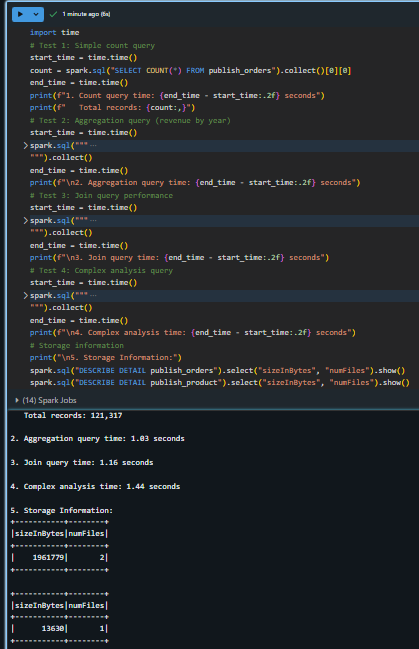 1 minute ago (6s)
import time
# Test 1: Simple count query
start_time = time.time()
count = spark.sql("SELECT COUNT(*) FROM publish_orders").collect()[0][0]
end_time = time.time()
print(f"1. Count query time: {end_time - start_time:.2f} seconds")
print(f"   Total records: {count:,}")
# Test 2: Aggregation query (revenue by year)
start_time = time.time()
spark.sql("""…
""").collect()
end_time = time.time()
print(f"\n2. Aggregation query time: {end_time - start_time:.2f} seconds")
# Test 3: Join query performance
start_time = time.time()
spark.sql("""…
""").collect()
end_time = time.time()
print(f"\n3. Join query time: {end_time - start_time:.2f} seconds")
# Test 4: Complex analysis query
start_time = time.time()
spark.sql("""…
""").collect()
end_time = time.time()
print(f"\n4. Complex analysis time: {end_time - start_time:.2f} seconds")
# Storage information
print("\n5. Storage Information:")
spark.sql("DESCRIBE DETAIL publish_orders").select("sizeInBytes", "numFiles").show()
spark.sql("DESCRIBE DETAIL publish_product").select("sizeInBytes", "numFiles").show()
(14) Spark Jobs
Total records: 121,317
2. Aggregation query time: 1.03 seconds
3. Join query time: 1.16 seconds
4. Complex analysis time: 1.44 seconds
5. Storage Information:
+-----------+--------+
|sizeInBytes|numFiles|
+-----------+--------+
|    1961779|       2|
+-----------+--------+
+-----------+--------+
|sizeInBytes|numFiles|
+-----------+--------+
|      13630|       1|
+-----------+--------+